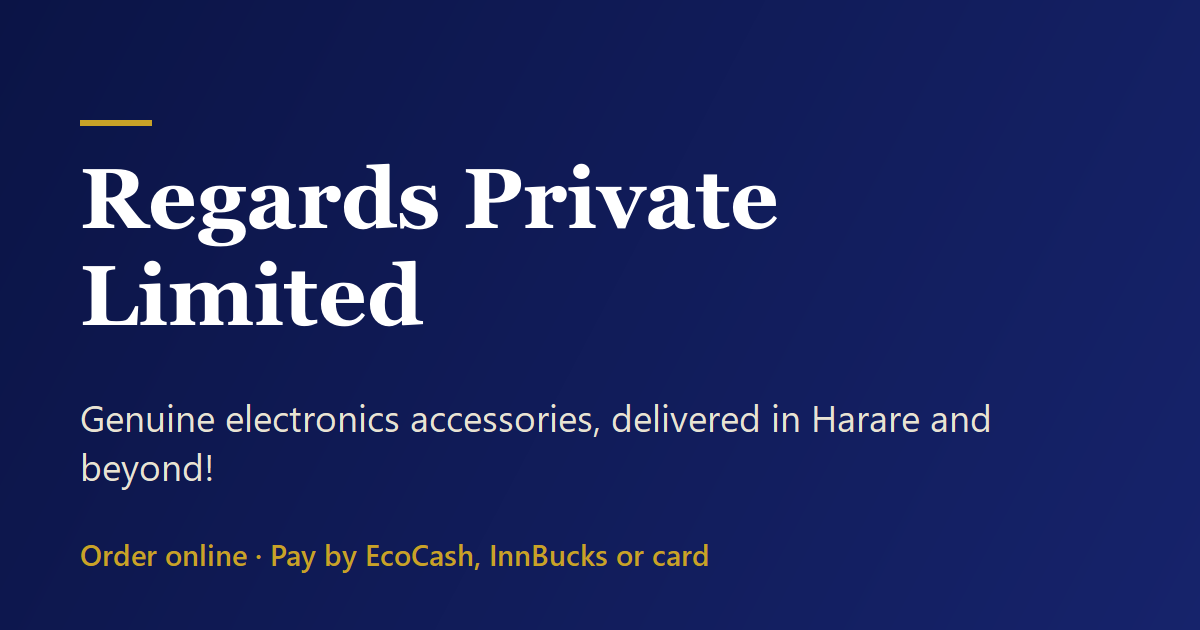 Regards Private
Limited
Genuine electronics accessories, delivered in Harare and
beyond!
Order online · Pay by EcoCash, InnBucks or card